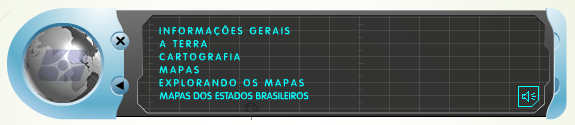 INFORMAÇÕES GERAIS
A TERRA
CARTOGRAFIA
MAPAS
EXPLORANDO OS MAPAS
MAPAS DOS ESTADOS BRASILEIROS